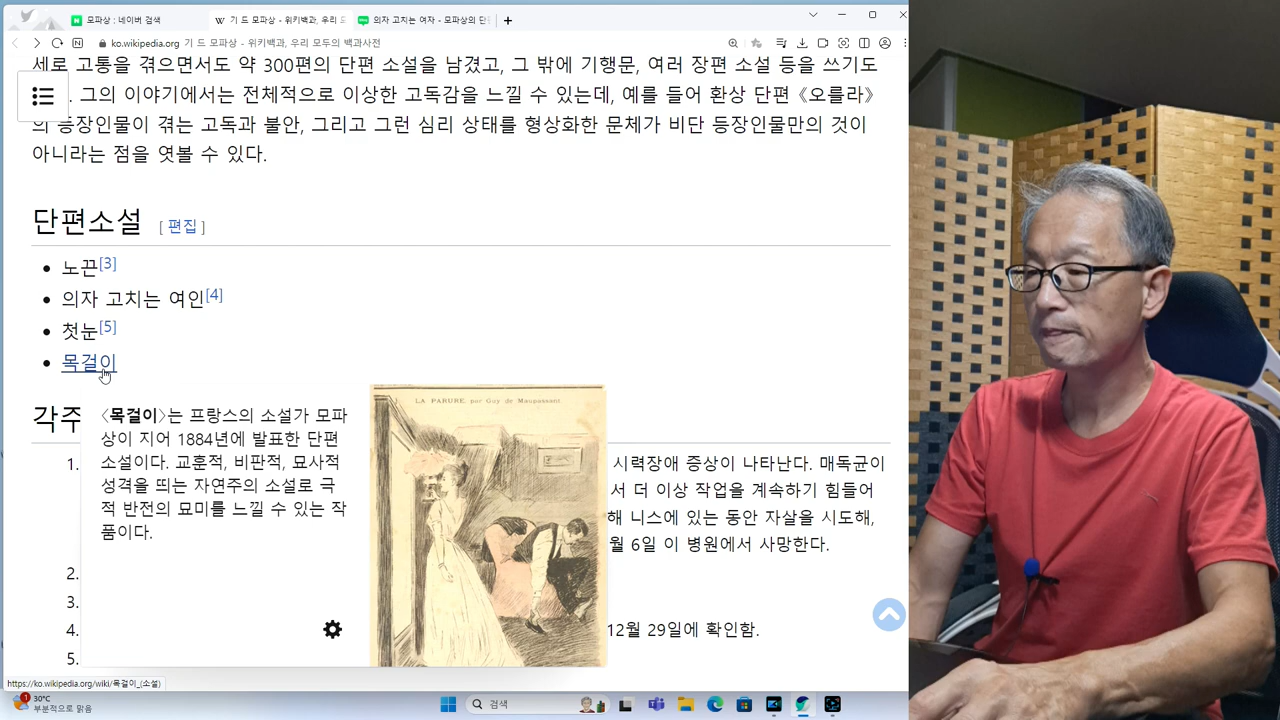 모파상 : 네이버 검색
기 드 모파상 - 위키백과, 우리 모
의자 고치는 여자 - 모파상의 단
ko.wikipedia.org 기 드 모파상 - 위키백과, 우리 모두의 백과사전
세로 고통을 겪으면서도 약 300편의 단편 소설을 남겼고, 그 밖에 기행문, 여러 장편 소설 등을 쓰기도
. 그의 이야기에서는 전체적으로 이상한 고독감을 느낄 수 있는데, 예를 들어 환상 단편 《오를라》
의 등장인물이 겪는 고독과 불안, 그리고 그런 심리 상태를 형상화한 문체가 비단 등장인물만의 것이
아니라는 점을 엿볼 수 있다.
단편소설 [ 편집 ]
노끈[3]
의자 고치는 여인[4]
첫눈[5]
목걸이
각주
〈목걸이〉는 프랑스의 소설가 모파
상이 지어 1884년에 발표한 단편
소설이다. 교훈적, 비판적, 묘사적
성격을 띄는 자연주의 소설로 극
적 반전의 묘미를 느낄 수 있는 작
품이다.
LA PARURE, par Guy de Maupassant
1. 시력장애 증상이 나타난다. 매독균이
서 더 이상 작업을 계속하기 힘들어
해 니스에 있는 동안 자살을 시도해,
월 6일 이 병원에서 사망한다.
2.
3.
4. 12월 29일에 확인함.
5.
https://ko.wikipedia.org/wiki/목걸이_(소설)
1
30°C
부분적으로 맑음
검색